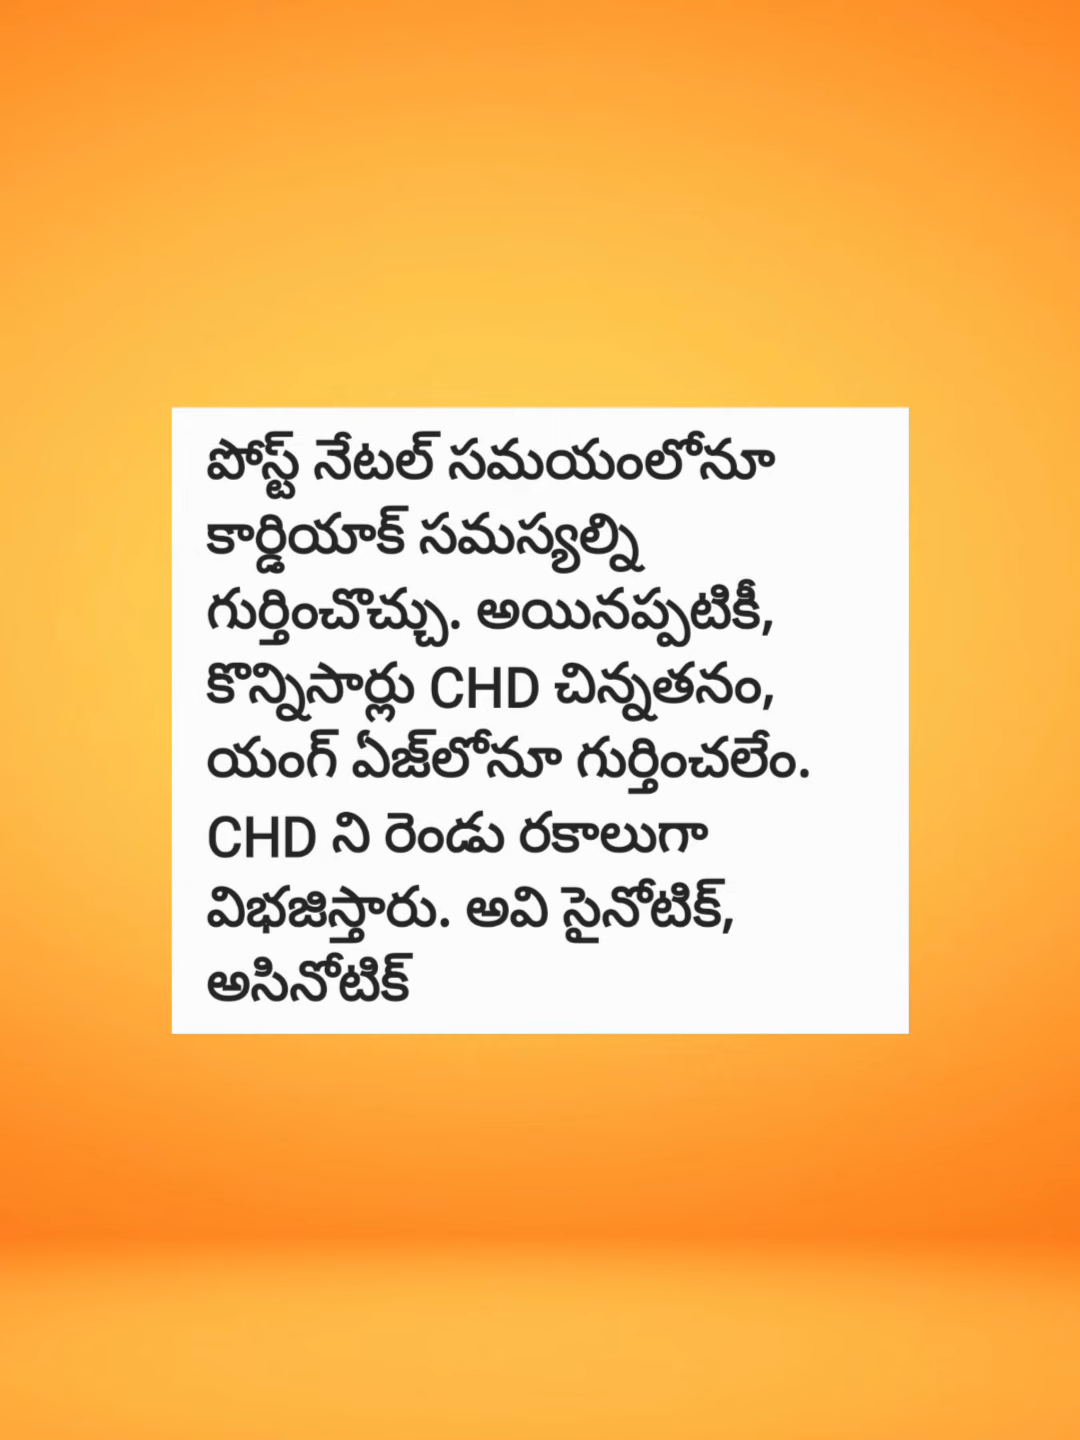 పోస్ట్ నేటల్ సమయంలోనూ
కార్డియాక్ సమస్యల్ని
గుర్తించొచ్చు. అయినప్పటికీ,
కొన్నిసార్లు CHD చిన్నతనం,
యంగ్ ఏజ్‌లోనూ గుర్తించలేం.
CHD ని రెండు రకాలుగా
విభజిస్తారు. అవి సైనోటిక్,
అసినోటిక్